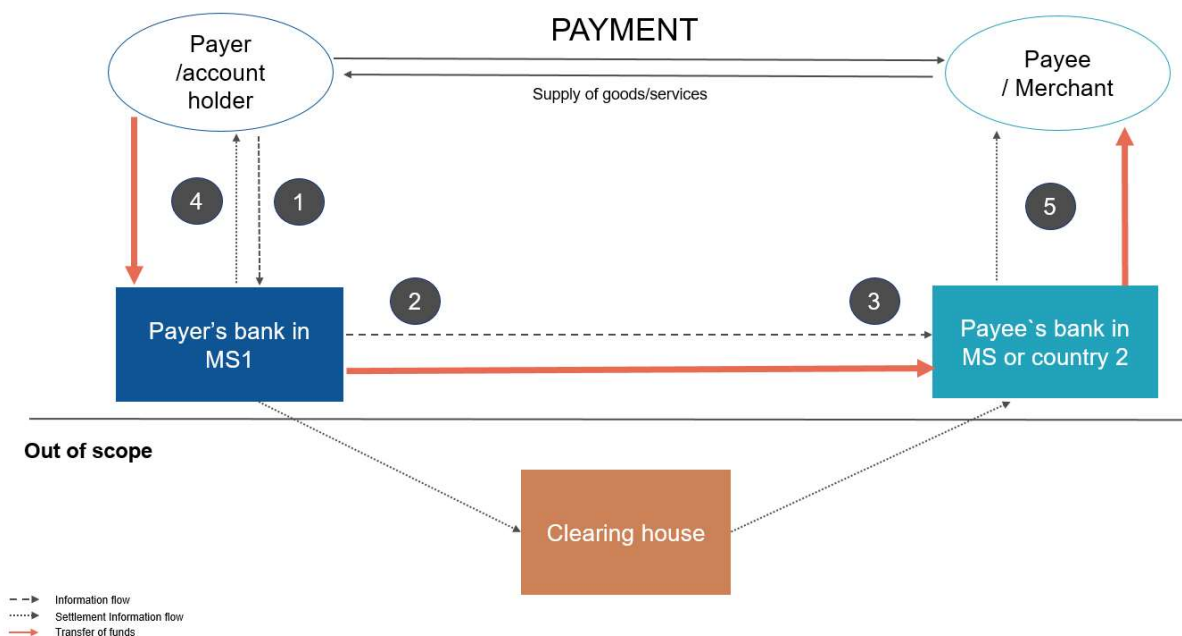 Payer
/account
holder
PAYMENT
Supply of goods/services
Payee
/ Merchant
4
1
5
2
3
Payer’s bank in
MS1
Payee`s bank in
MS or country 2
Out of scope
Clearing house
Information flow
Settlement Information flow
Transfer of funds